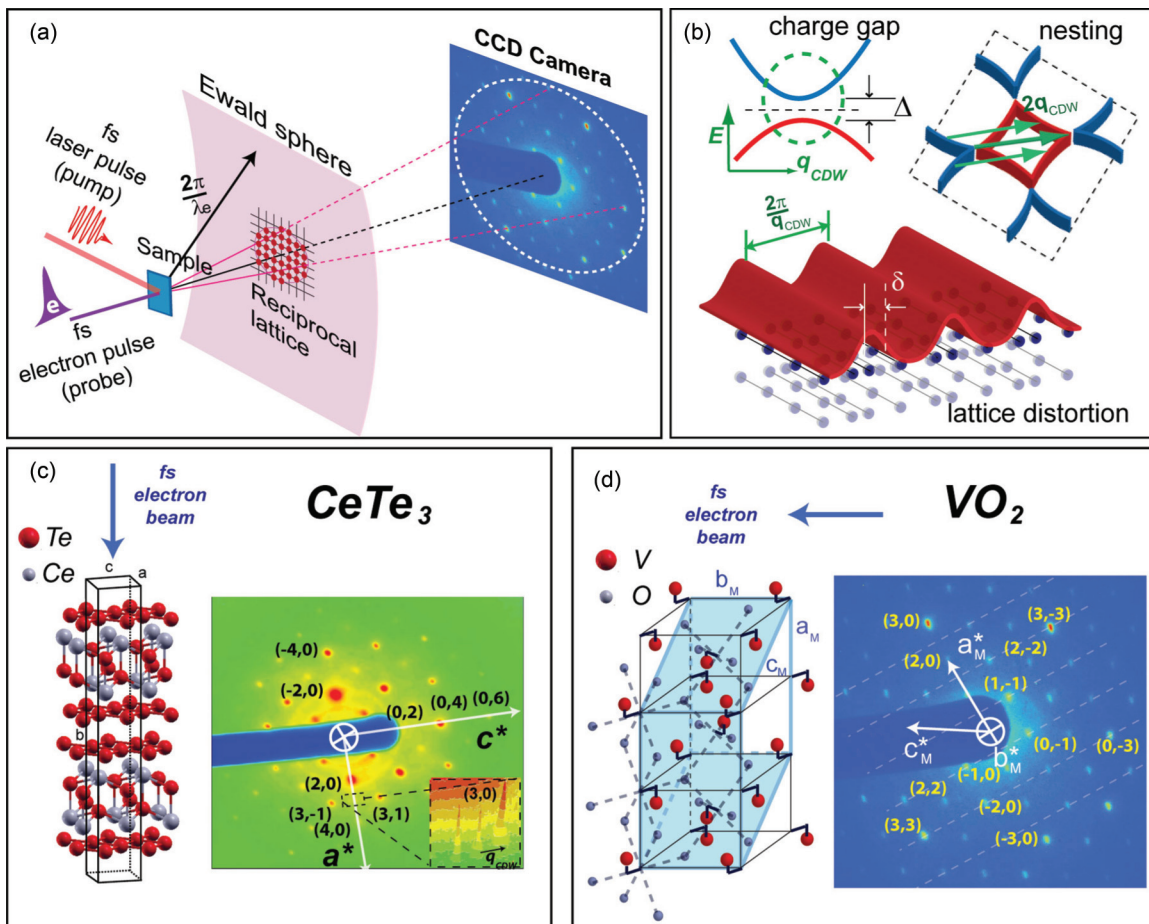 (a)
CCD Camera
Ewald sphere
fs
laser pulse
(pump)
2π
λe
Sample
e
fs
electron pulse
(probe)
Reciprocal
lattice
(b)
charge gap
nesting
Δ
E
qCDW
2qCDW
2π
qCDW
δ
lattice distortion
(c)
fs
electron
beam
CeTe3
Te
Ce
c
a
b
(-4,0)
(-2,0)
(0,2)
(0,4)
(0,6)
c*
(2,0)
(3,-1)
(3,1)
(4,0)
a*
(3,0)
qCDW
(d)
fs
electron
beam
VO2
V
O
bM
aM
cM
(3,0)
(3,-3)
(2,0)
a*M
(2,-2)
(1,-1)
c*M
b*M
(0,-1)
(0,-3)
(2,2)
(-1,0)
(-2,0)
(3,3)
(-3,0)